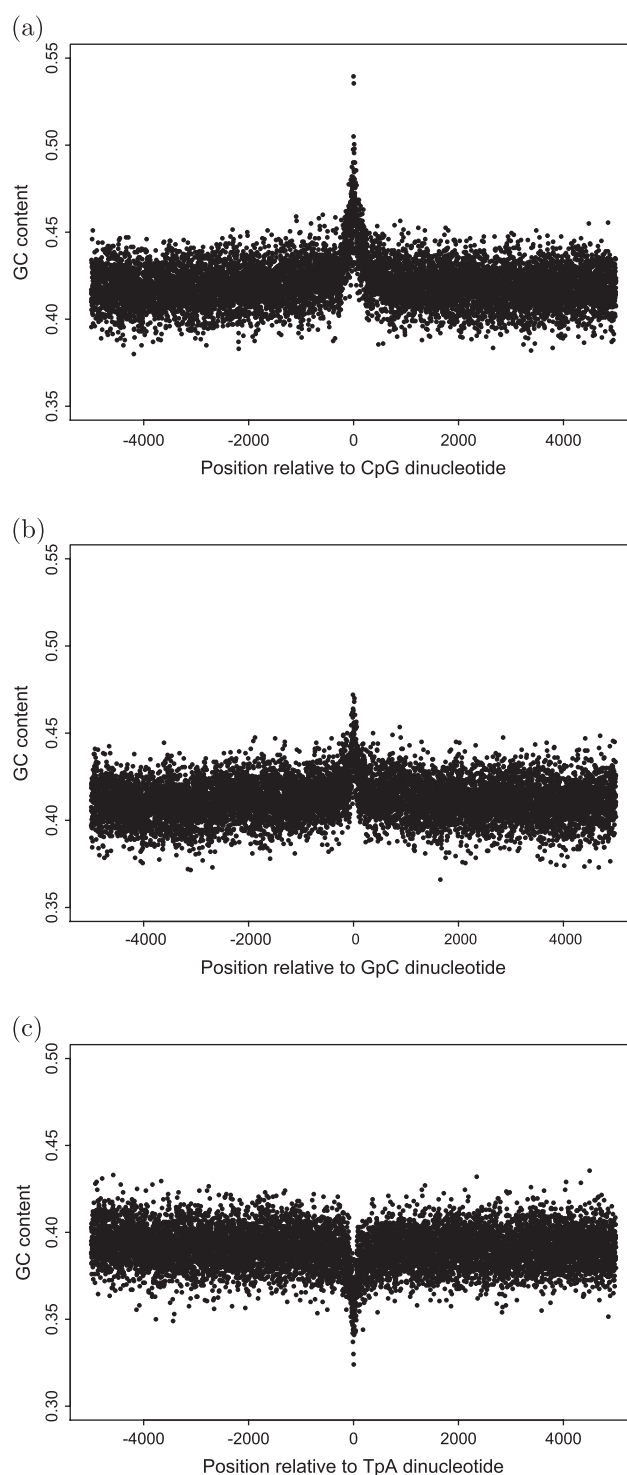 (a)
0.55
0.50
0.45
0.40
0.35
GC content
-4000 -2000 0 2000 4000
Position relative to CpG dinucleotide
(b)
0.55
0.50
0.45
0.40
0.35
GC content
-4000 -2000 0 2000 4000
Position relative to GpC dinucleotide
(c)
0.50
0.45
0.40
0.35
0.30
GC content
-4000 -2000 0 2000 4000
Position relative to TpA dinucleotide